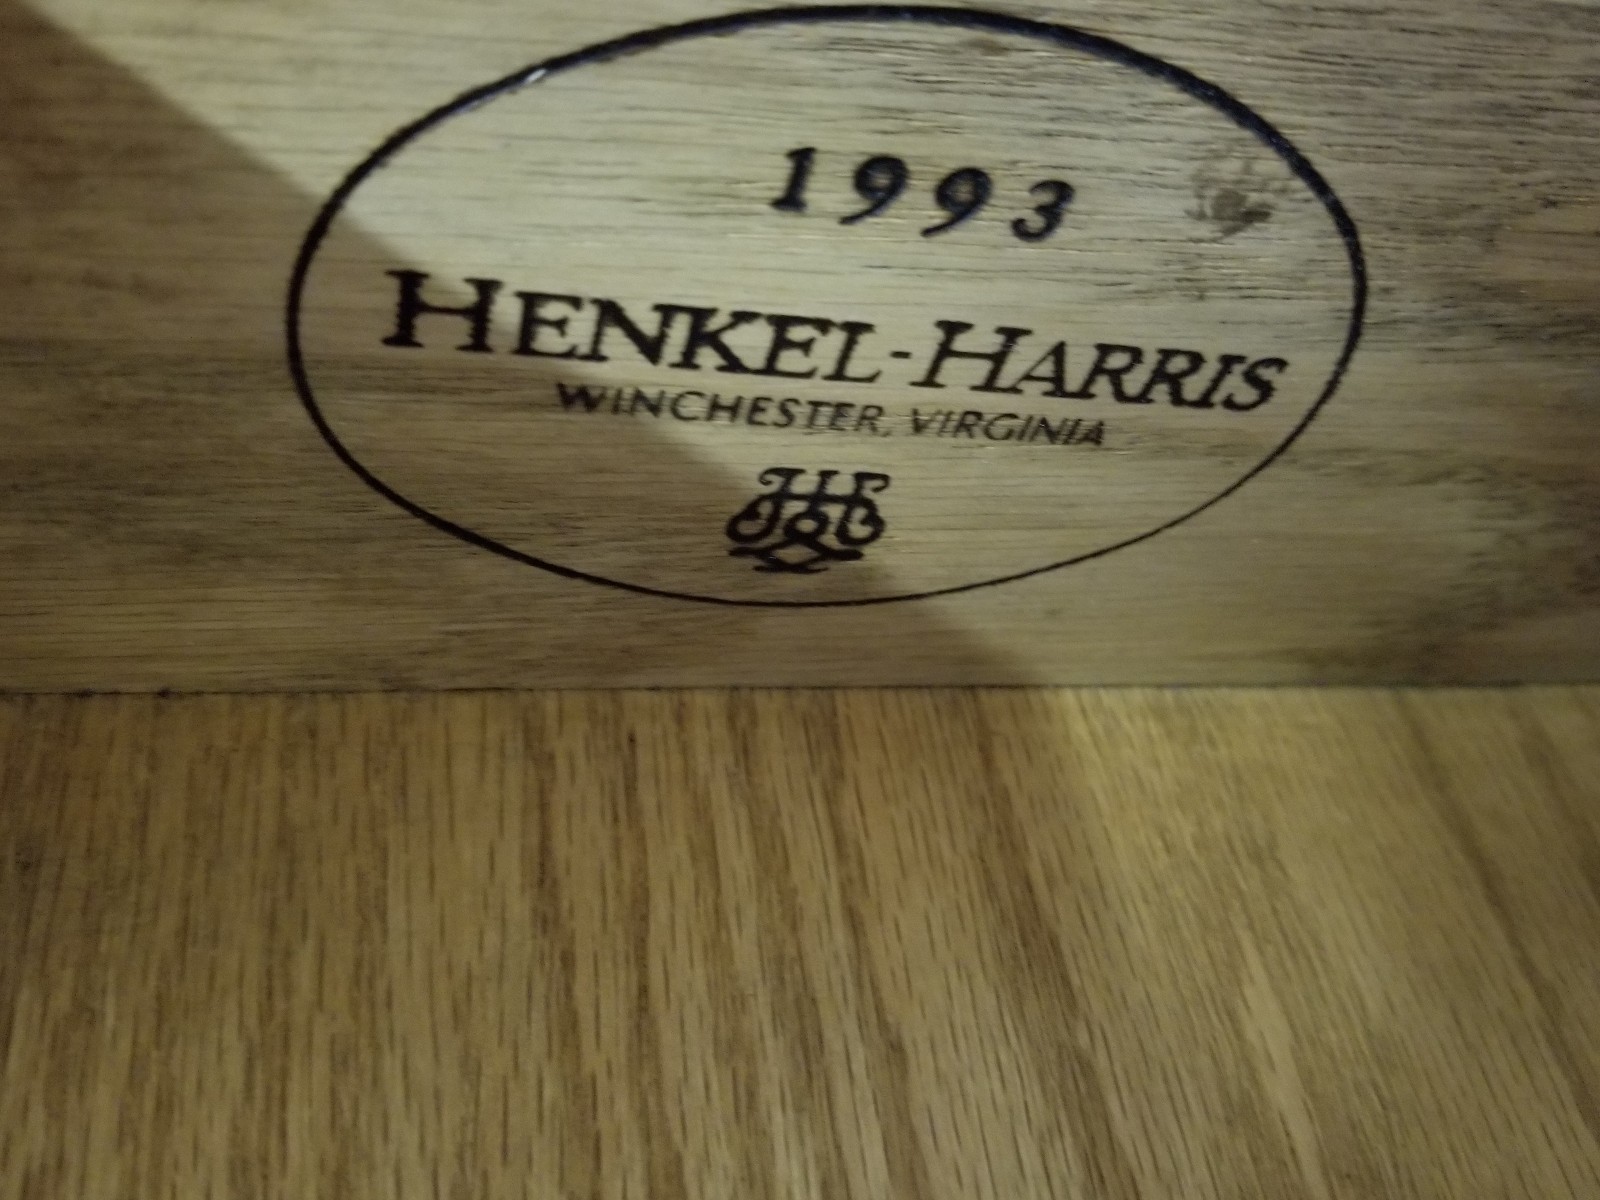 1993
HENKEL-HARRIS
WINCHESTER, VIRGINIA